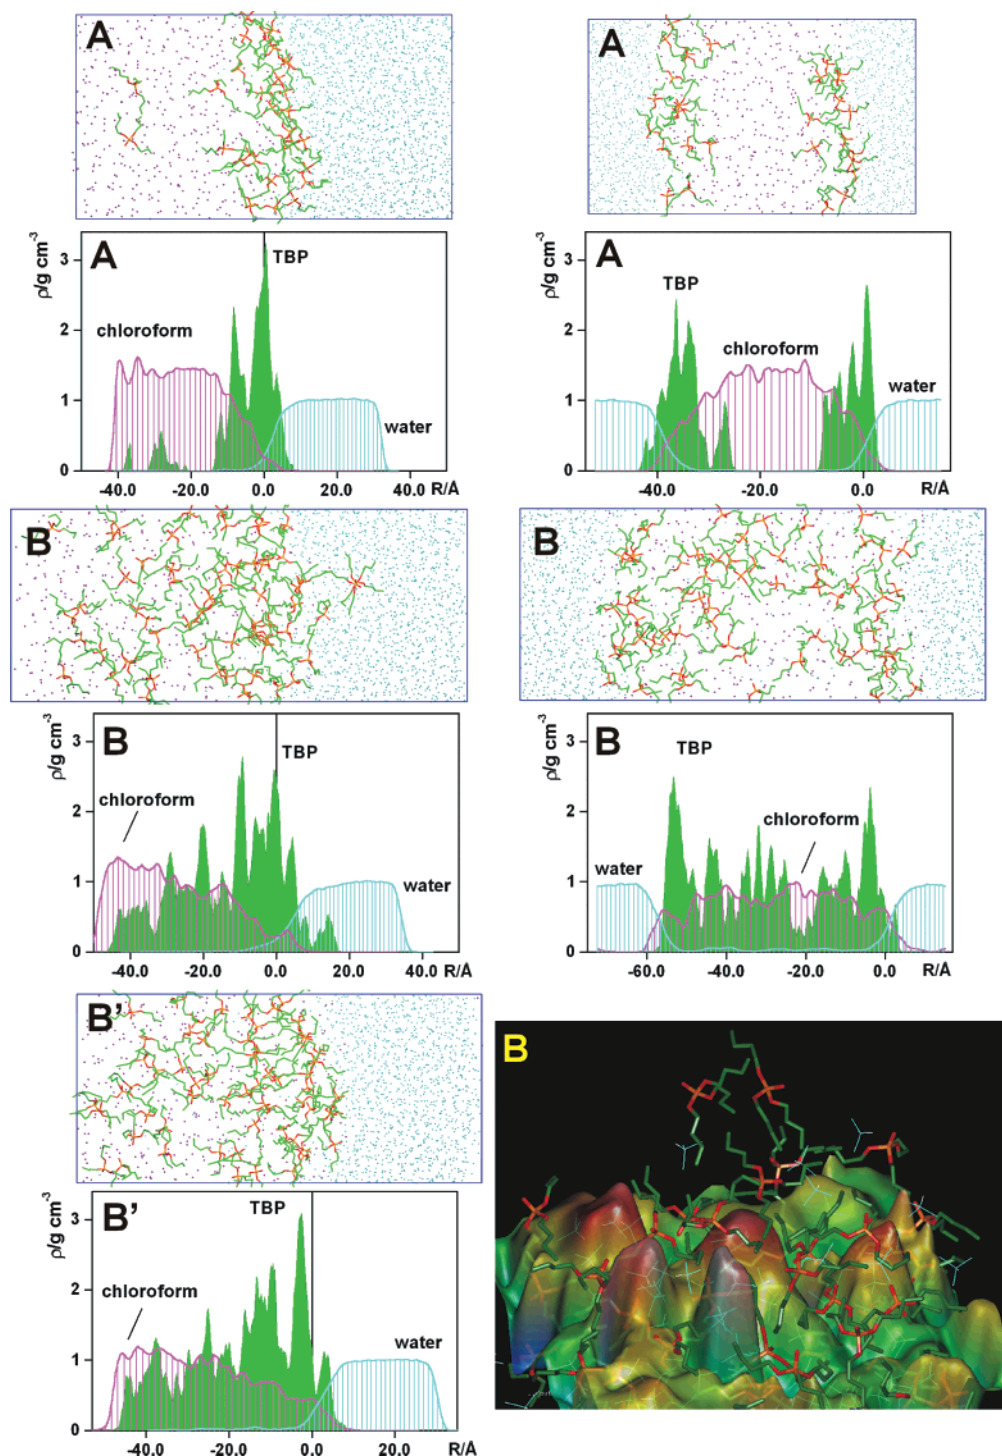 A
A
A
ρ/g cm⁻³
3
2
1
0
TBP
chloroform
water
-40.0 -20.0 0.0 20.0 40.0 R/Å
A
ρ/g cm⁻³
3
2
1
0
TBP
chloroform
water
-40.0 -20.0 0.0 R/Å
B
B
B
ρ/g cm⁻³
3
2
1
0
TBP
chloroform
water
-40.0 -20.0 0.0 20.0 40.0 R/Å
B
ρ/g cm⁻³
3
2
1
0
TBP
chloroform
water
-60.0 -40.0 -20.0 0.0 R/Å
B'
B'
ρ/g cm⁻³
3
2
1
0
TBP
chloroform
water
-40.0 -20.0 0.0 20.0 R/Å
B